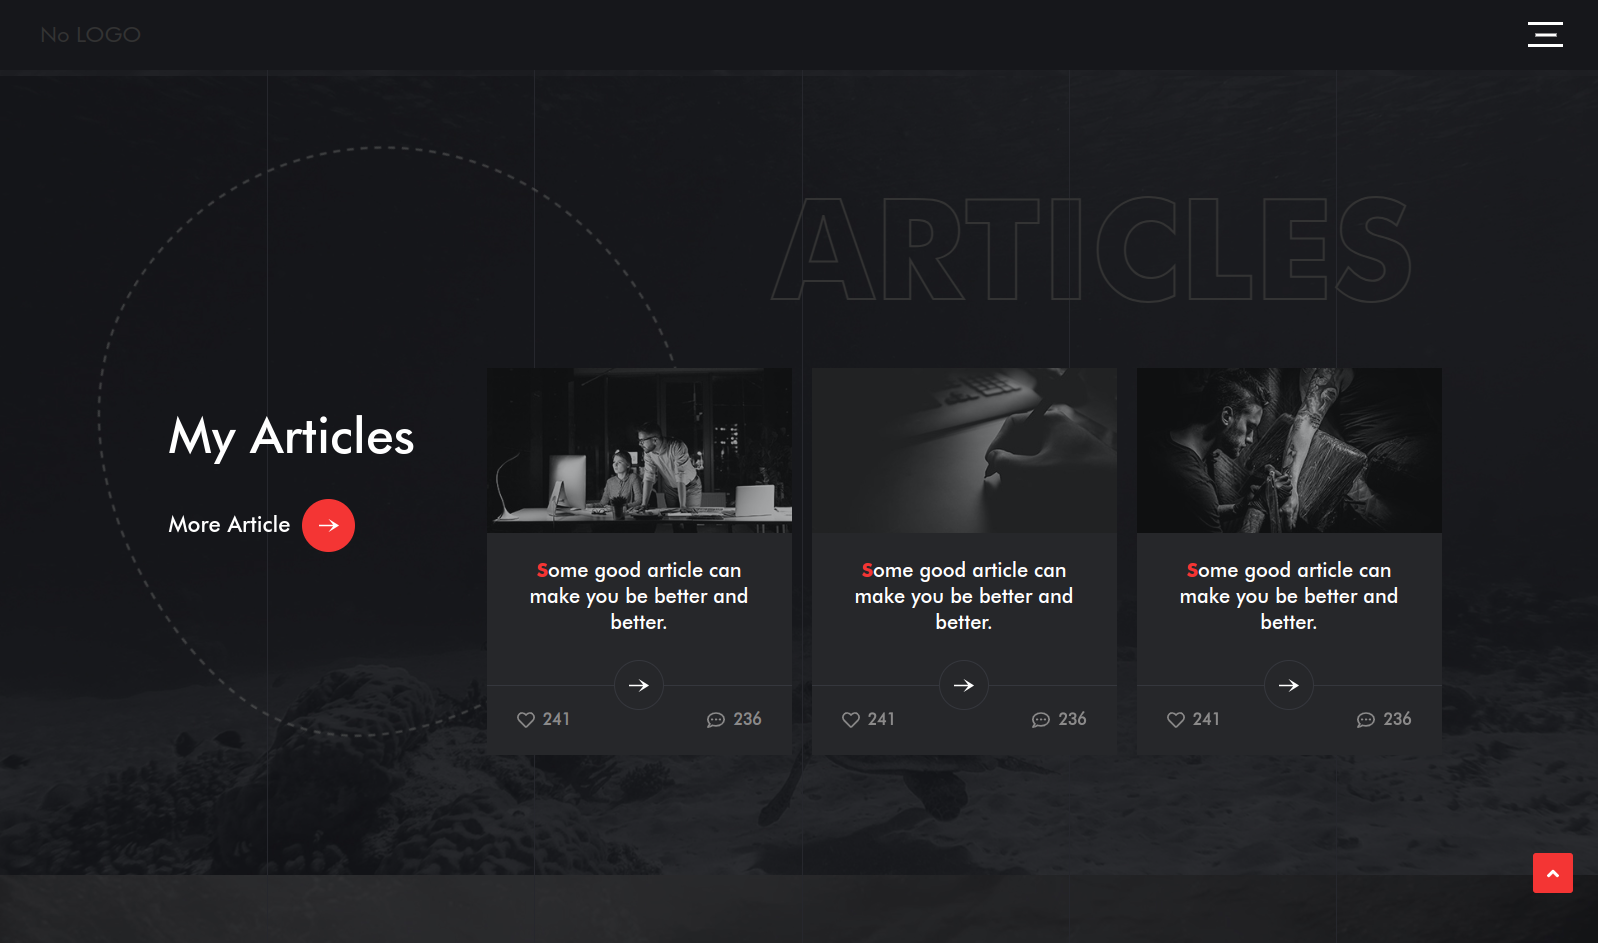 No LOGO
ARTICLES
My Articles
More Article
Some good article can
make you be better and
better.
241
236
Some good article can
make you be better and
better.
241
236
Some good article can
make you be better and
better.
241
236